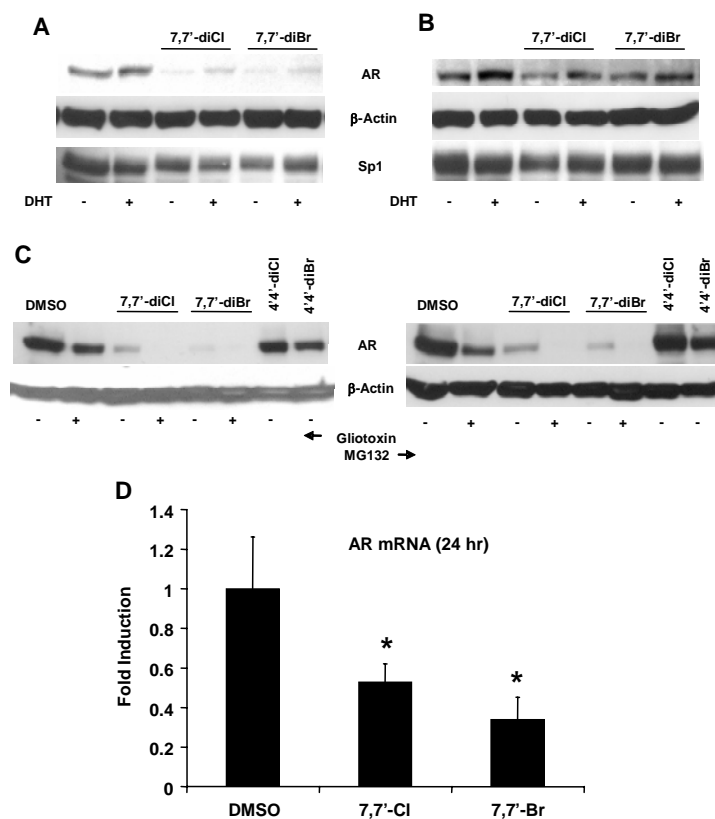 A
7,7'-diCl 7,7'-diBr
B
7,7'-diCl 7,7'-diBr
AR
β-Actin
Sp1
DHT - + - + - +
- + - + - +
C
DMSO 7,7'-diCl 7,7'-diBr 4'4'-diCl 4'4'-diBr
DMSO 7,7'-diCl 7,7'-diBr 4'4'-diCl 4'4'-diBr
AR
β-Actin
- + - + - + - -
- + - + - + - -
← Gliotoxin
MG132 →
D
AR mRNA (24 hr)
Fold Induction
1.4
1.2
1
0.8
0.6
0.4
0.2
0
* *
DMSO 7,7'-Cl 7,7'-Br